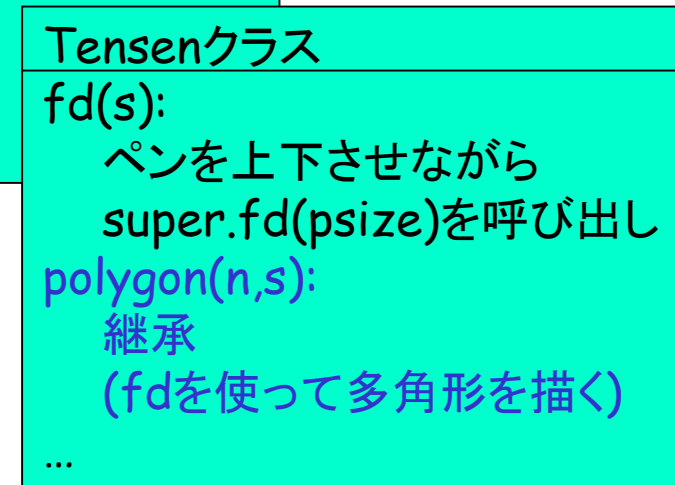 Tensenクラス
fd(s):
ペンを上下させながら
super.fd(psize)を呼び出し
polygon(n,s):
継承
(fdを使って多角形を描く)
...